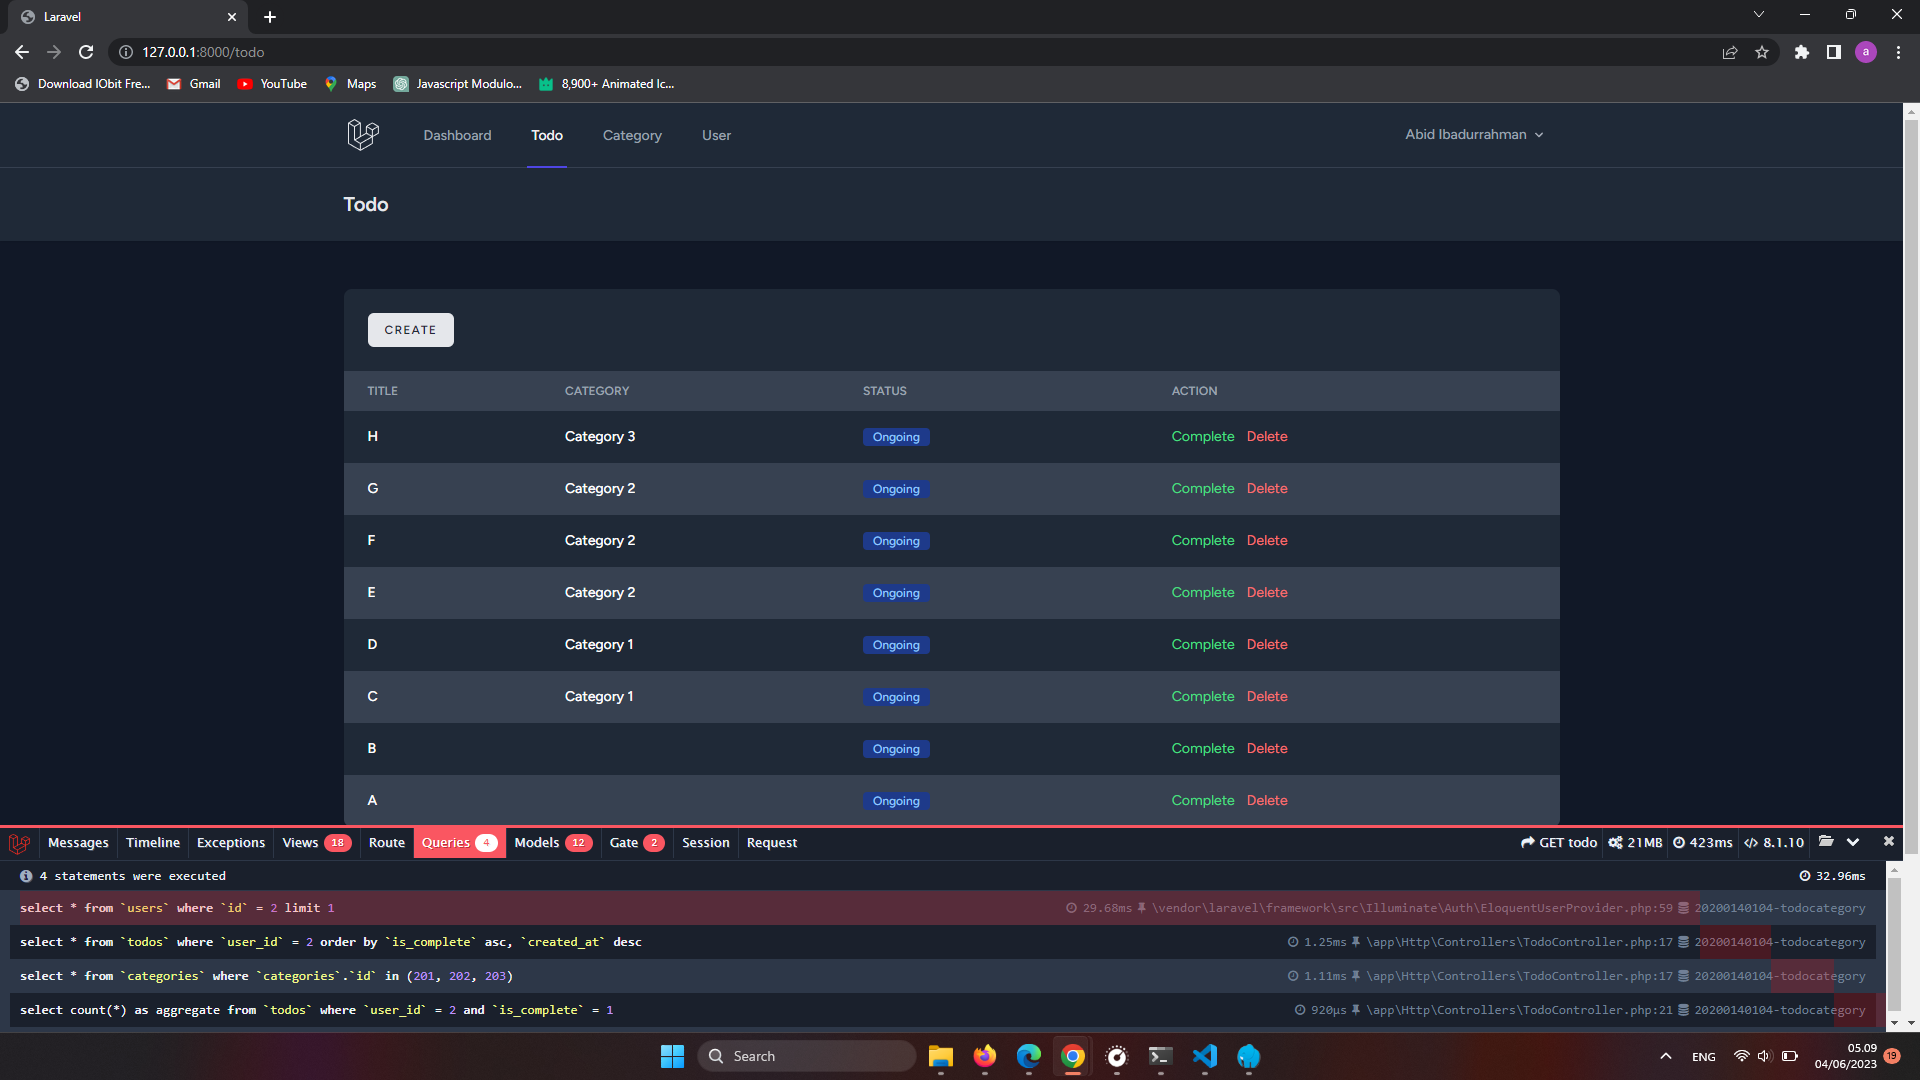 Laravel
127.0.0.1:8000/todo
a
Download IObit Fre... Gmail YouTube Maps Javascript Modulo... 8,900+ Animated Ic...
Dashboard Todo Category User Abid Ibadurrahman
Todo
CREATE
TITLE CATEGORY STATUS ACTION
H Category 3 Ongoing Complete Delete
G Category 2 Ongoing Complete Delete
F Category 2 Ongoing Complete Delete
E Category 2 Ongoing Complete Delete
D Category 1 Ongoing Complete Delete
C Category 1 Ongoing Complete Delete
B Ongoing Complete Delete
A Ongoing Complete Delete
Messages Timeline Exceptions Views 18 Route Queries 4 Models 12 Gate 2 Session Request GET todo 21MB 423ms 8.1.10
4 statements were executed 32.96ms
select * from `users` where `id` = 2 limit 1 29.68ms \vendor\laravel\framework\src\Illuminate\Auth\EloquentUserProvider.php:59 20200140104-todocategory
select * from `todos` where `user_id` = 2 order by `is_complete` asc, `created_at` desc 1.25ms \app\Http\Controllers\TodoController.php:17 20200140104-todocategory
select * from `categories` where `categories`.`id` in (201, 202, 203) 1.11ms \app\Http\Controllers\TodoController.php:17 20200140104-todocategory
select count(*) as aggregate from `todos` where `user_id` = 2 and `is_complete` = 1 920μs \app\Http\Controllers\TodoController.php:21 20200140104-todocategory
Search ENG 05.09
04/06/2023 19